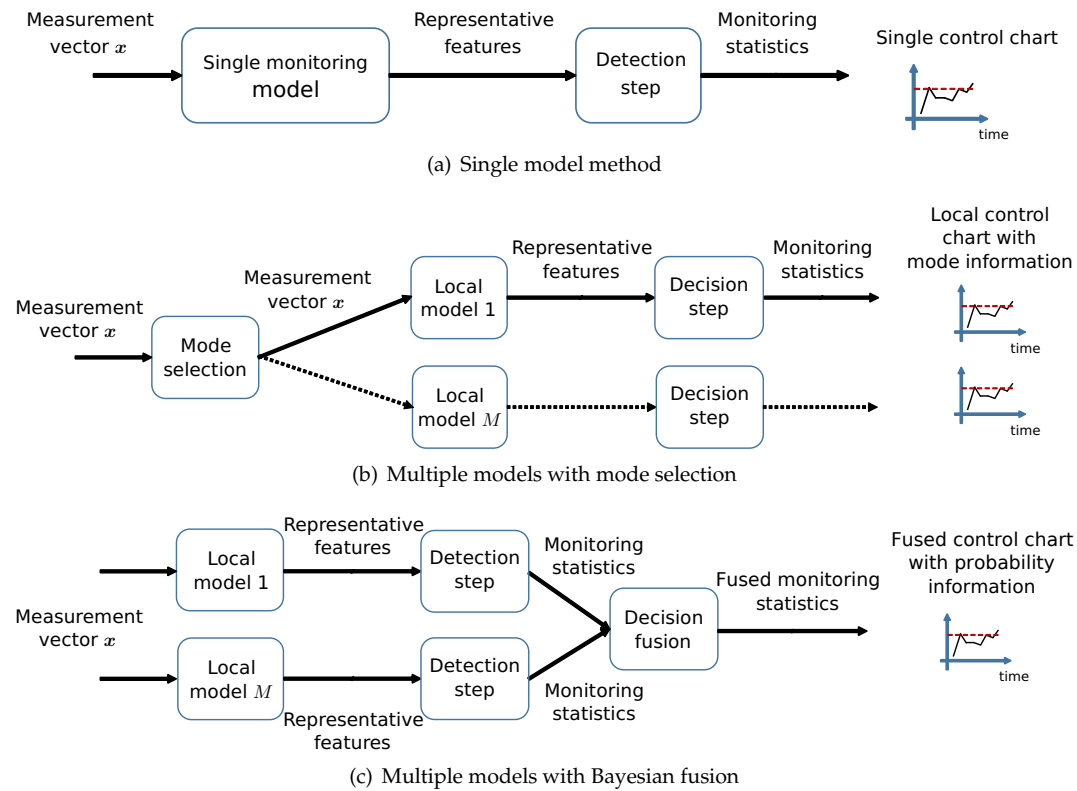 Measurement
vector x
Single monitoring
model
Representative
features
Detection
step
Monitoring
statistics
Single control chart
time
(a) Single model method
Measurement
vector x
Mode
selection
Measurement
vector x
Local
model 1
Representative
features
Decision
step
Monitoring
statistics
Local control
chart with
mode information
time
Local
model M
Decision
step
time
(b) Multiple models with mode selection
Measurement
vector x
Local
model 1
Representative
features
Detection
step
Monitoring
statistics
Local
model M
Representative
features
Detection
step
Monitoring
statistics
Decision
fusion
Fused monitoring
statistics
Fused control chart
with probability
information
time
(c) Multiple models with Bayesian fusion